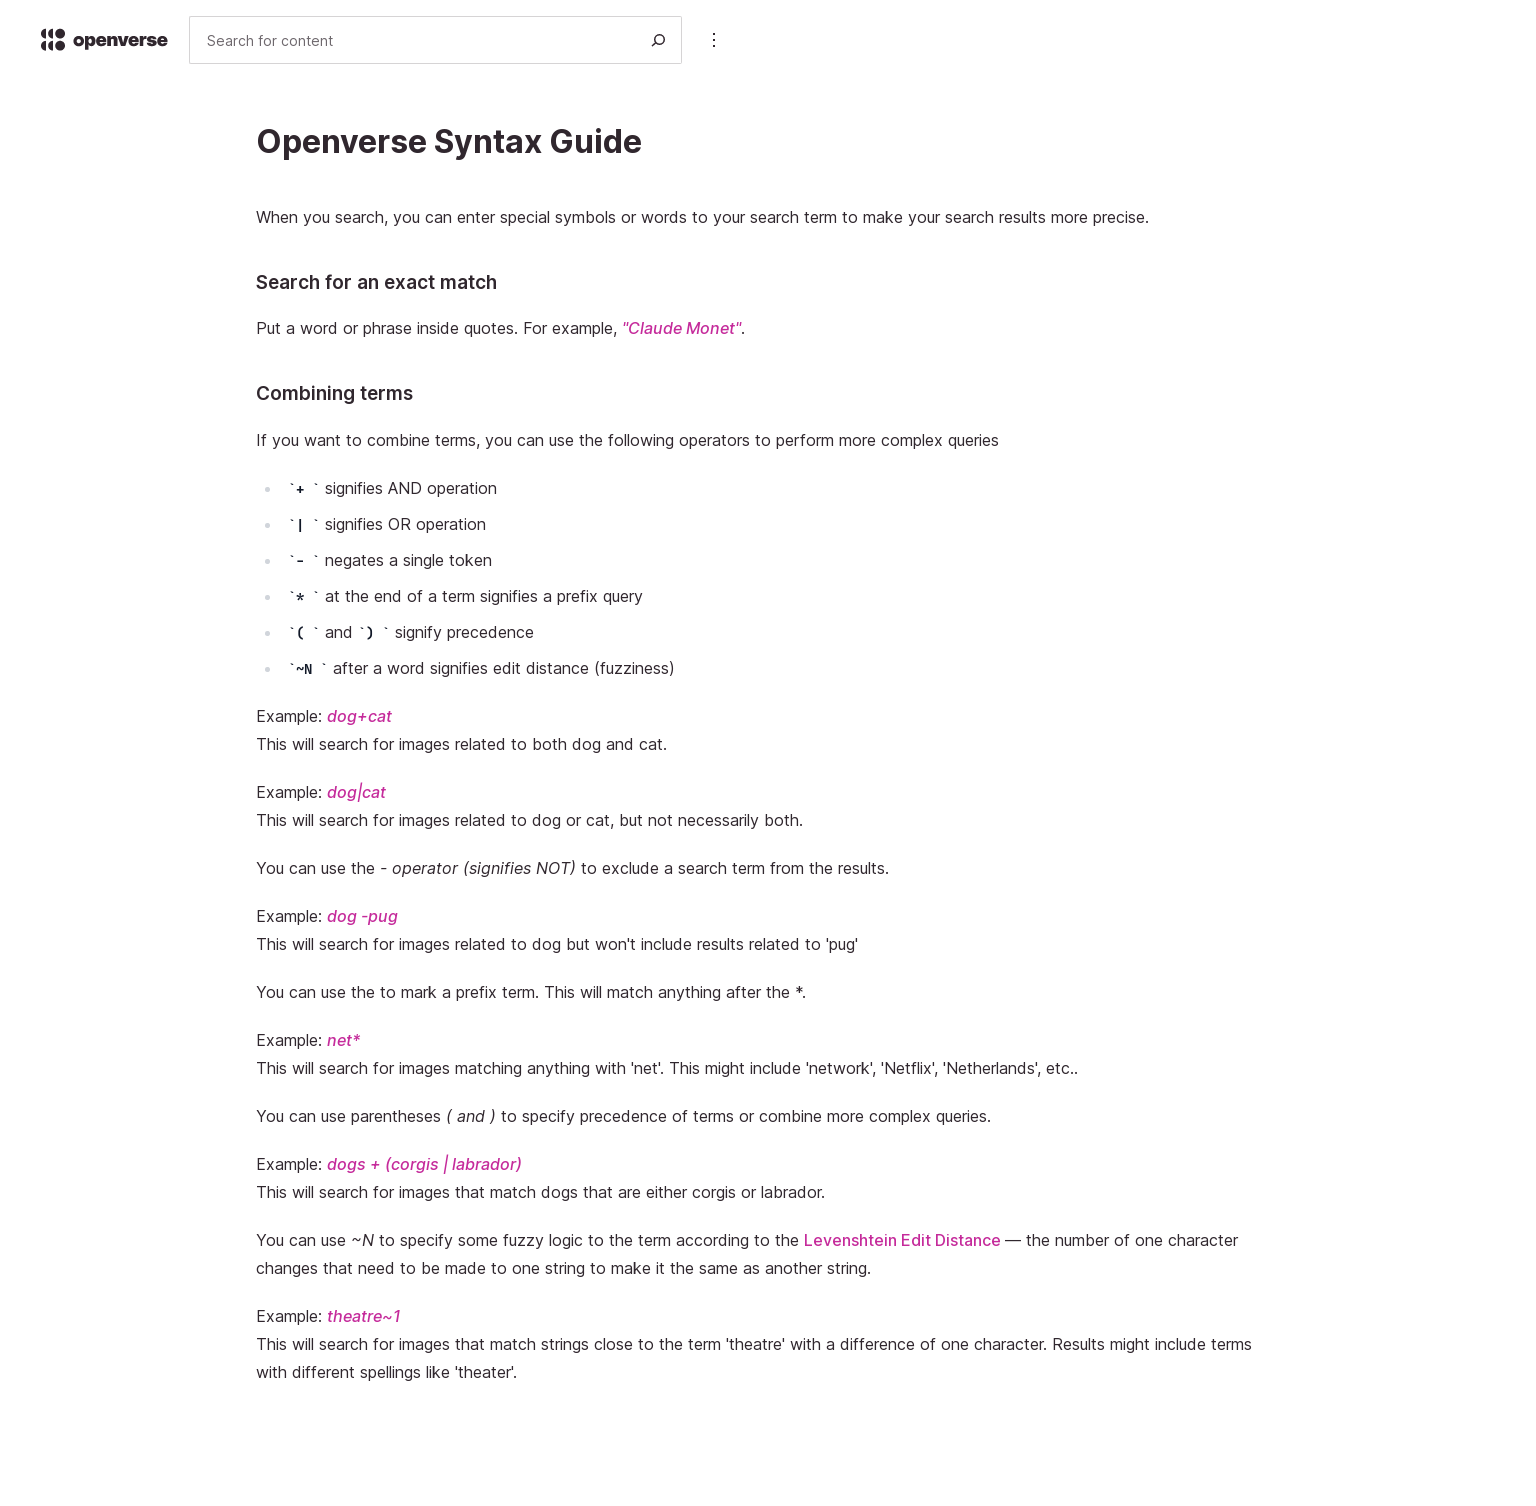 openverse
Search for content
Openverse Syntax Guide
When you search, you can enter special symbols or words to your search term to make your search results more precise.
Search for an exact match
Put a word or phrase inside quotes. For example, "Claude Monet".
Combining terms
If you want to combine terms, you can use the following operators to perform more complex queries
`+ ` signifies AND operation
`| ` signifies OR operation
`- ` negates a single token
`* ` at the end of a term signifies a prefix query
`( ` and `) ` signify precedence
`~N ` after a word signifies edit distance (fuzziness)
Example: dog+cat
This will search for images related to both dog and cat.
Example: dog|cat
This will search for images related to dog or cat, but not necessarily both.
You can use the - operator (signifies NOT) to exclude a search term from the results.
Example: dog -pug
This will search for images related to dog but won't include results related to 'pug'
You can use the to mark a prefix term. This will match anything after the *.
Example: net*
This will search for images matching anything with 'net'. This might include 'network', 'Netflix', 'Netherlands', etc..
You can use parentheses ( and ) to specify precedence of terms or combine more complex queries.
Example: dogs + (corgis | labrador)
This will search for images that match dogs that are either corgis or labrador.
You can use ~N to specify some fuzzy logic to the term according to the Levenshtein Edit Distance — the number of one character
changes that need to be made to one string to make it the same as another string.
Example: theatre~1
This will search for images that match strings close to the term 'theatre' with a difference of one character. Results might include terms
with different spellings like 'theater'.